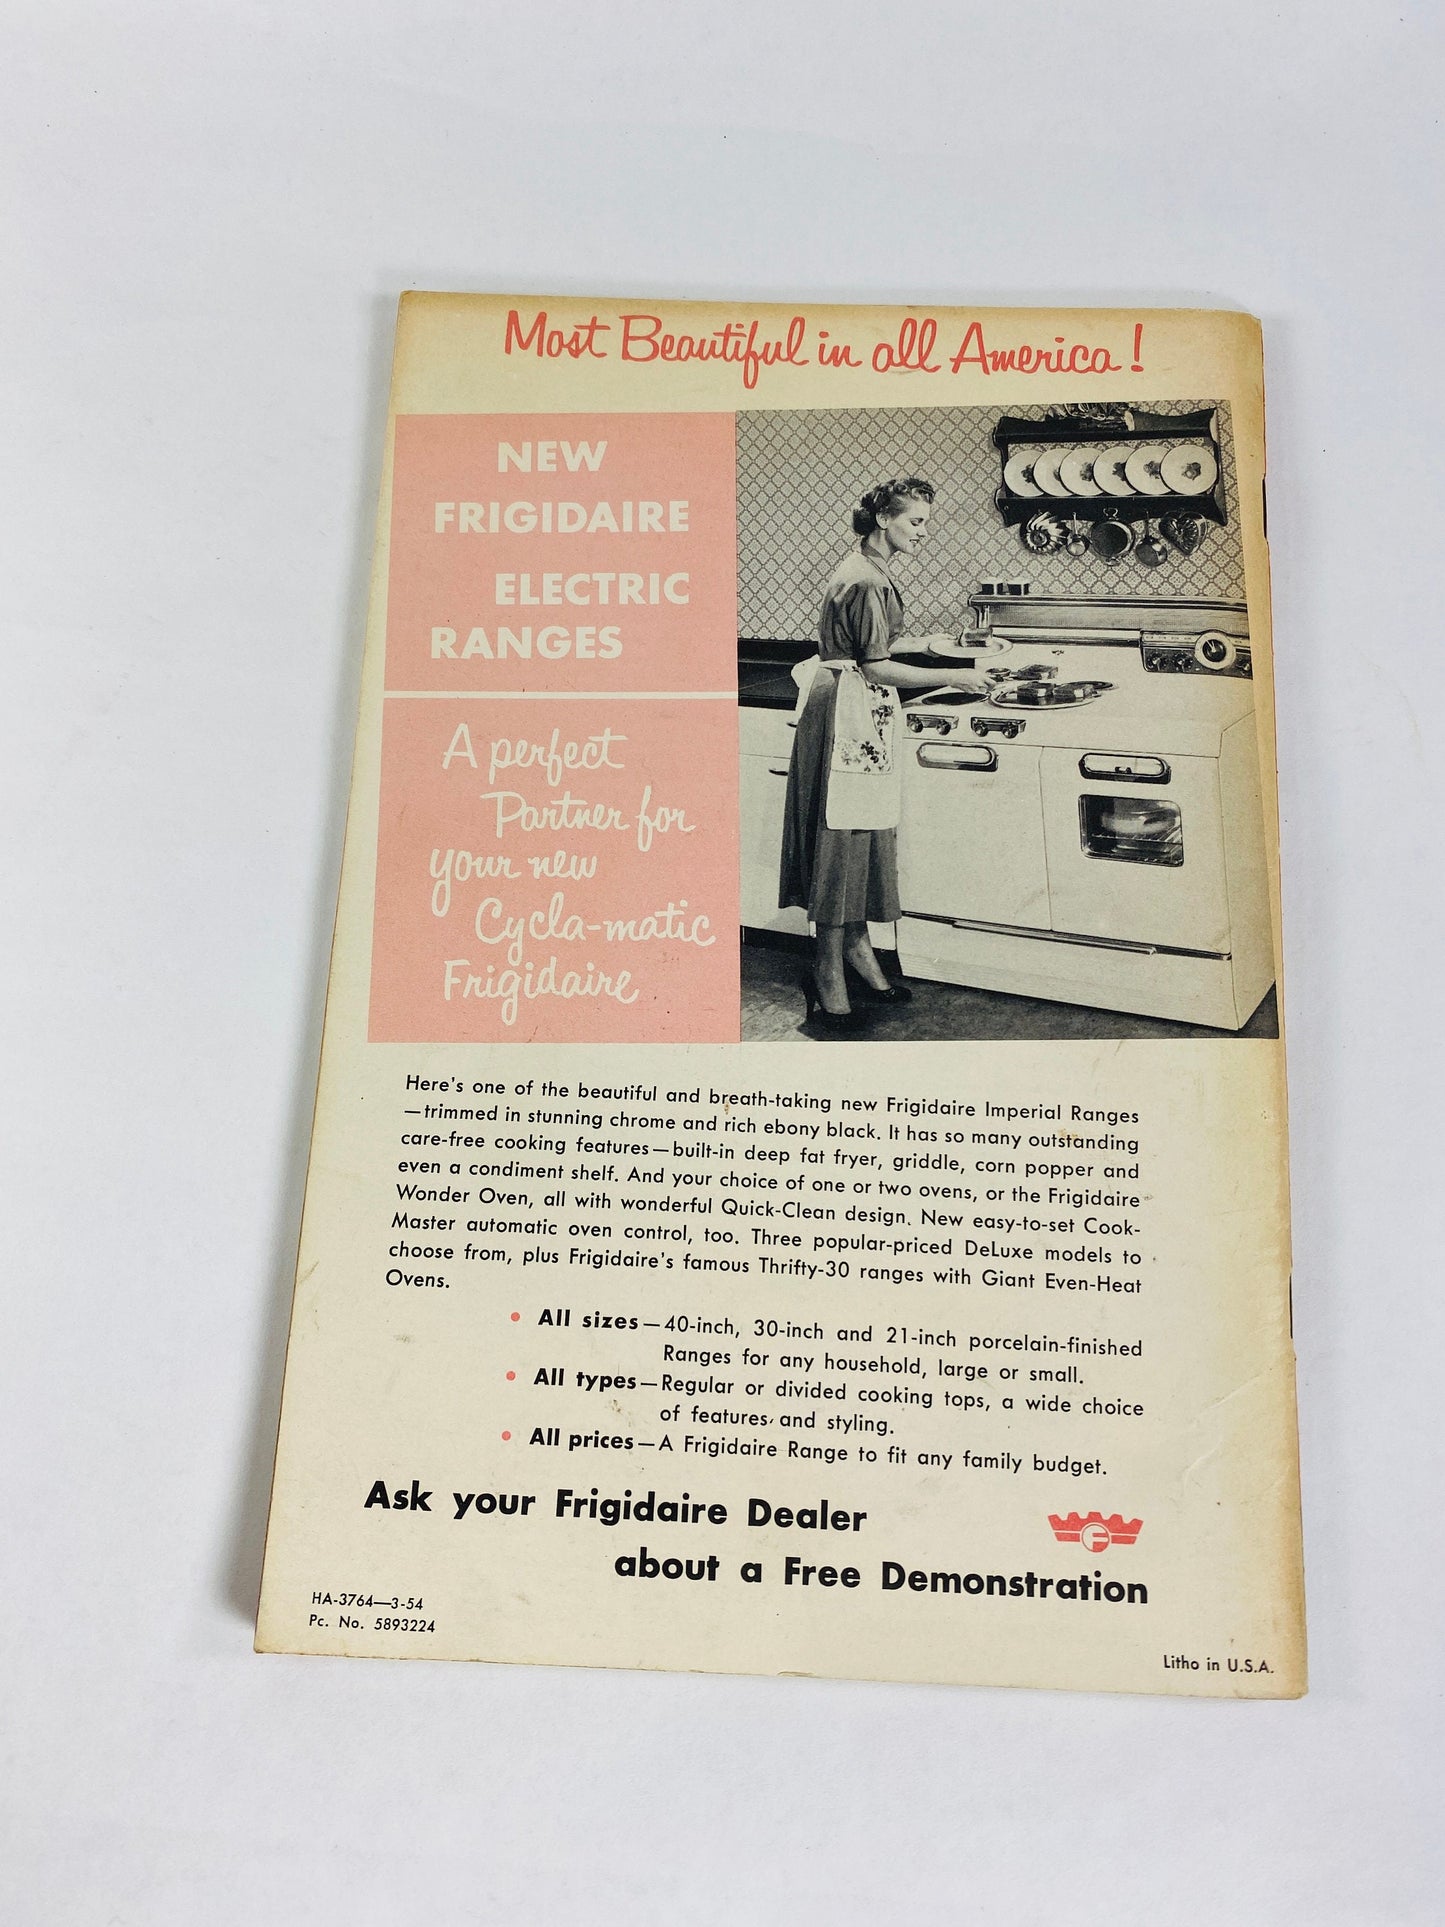 Most Beautiful in all America!
NEW
FRIGIDAIRE
ELECTRIC
RANGES
A perfect
Partner for
your new
Cycla-matic
Frigidaire
Here's one of the beautiful and breath-taking new Frigidaire Imperial Ranges
—trimmed in stunning chrome and rich ebony black. It has so many outstanding
care-free cooking features—built-in deep fat fryer, griddle, corn popper and
even a condiment shelf. And your choice of one or two ovens, or the Frigidaire
Wonder Oven, all with wonderful Quick-Clean design. New easy-to-set Cook-
Master automatic oven control, too. Three popular-priced DeLuxe models to
choose from, plus Frigidaire's famous Thrifty-30 ranges with Giant Even-Heat
Ovens.
• All sizes—40-inch, 30-inch and 21-inch porcelain-finished
Ranges for any household, large or small.
• All types—Regular or divided cooking tops, a wide choice
of features, and styling.
• All prices—A Frigidaire Range to fit any family budget.
Ask your Frigidaire Dealer
F
about a Free Demonstration
HA-3764—3-54
Pc. No. 5893224
Litho in U.S.A.